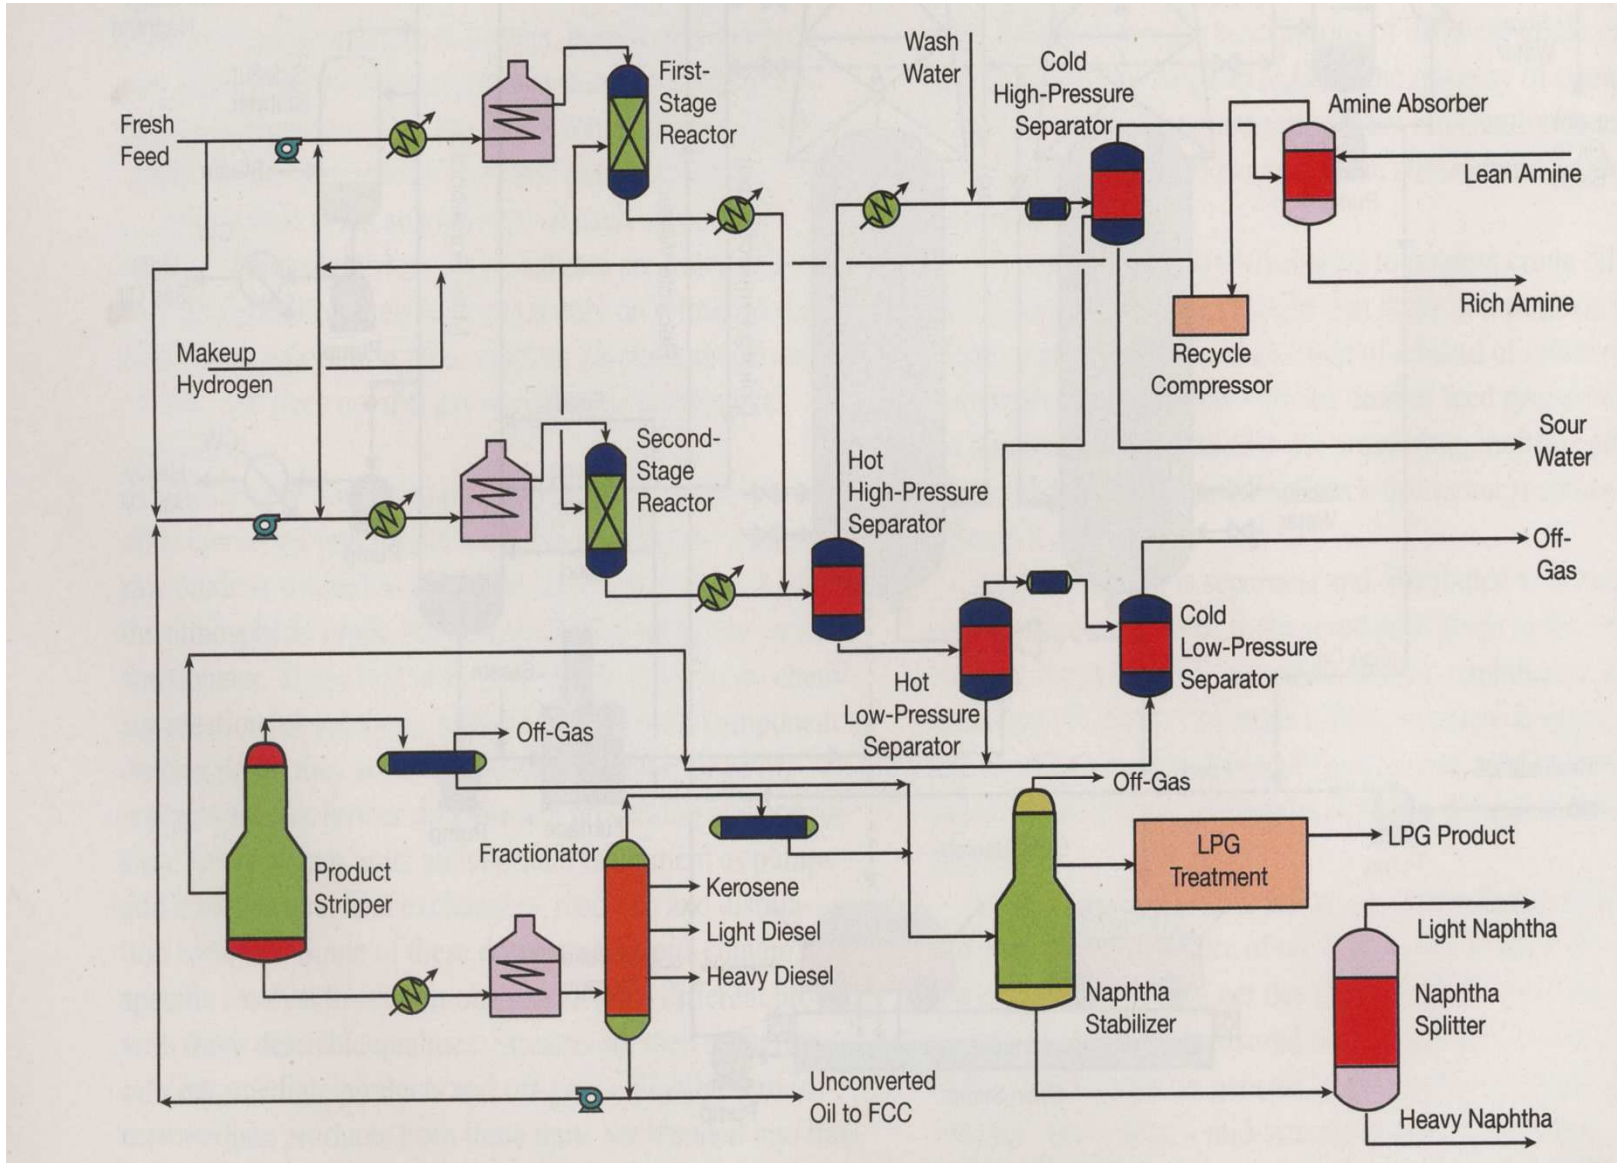 Fresh
Feed
First-
Stage
Reactor
Wash
Water
Cold
High-Pressure
Separator
Amine Absorber
Lean Amine
Rich Amine
Recycle
Compressor
Makeup
Hydrogen
Second-
Stage
Reactor
Hot
High-Pressure
Separator
Sour
Water
Off-
Gas
Cold
Low-Pressure
Separator
Hot
Low-Pressure
Separator
Off-Gas
Product
Stripper
Fractionator
Kerosene
Light Diesel
Heavy Diesel
Off-Gas
LPG
Treatment
LPG Product
Naphtha
Stabilizer
Light Naphtha
Naphtha
Splitter
Heavy Naphtha
Unconverted
Oil to FCC